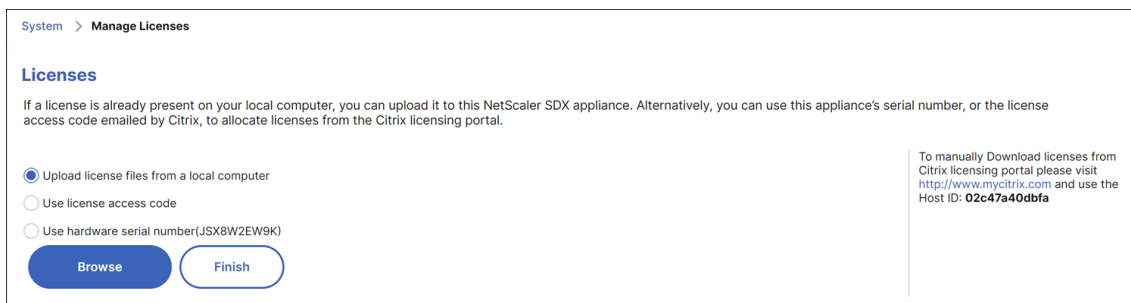 System > Manage Licenses
Licenses
If a license is already present on your local computer, you can upload it to this NetScaler SDX appliance. Alternatively, you can use this appliance's serial number, or the license
access code emailed by Citrix, to allocate licenses from the Citrix licensing portal.
Upload license files from a local computer
Use license access code
Use hardware serial number(JSX8W2EW9K)
Browse
Finish
To manually Download licenses from
Citrix licensing portal please visit
http://www.mycitrix.com and use the
Host ID: 02c47a40dbfa